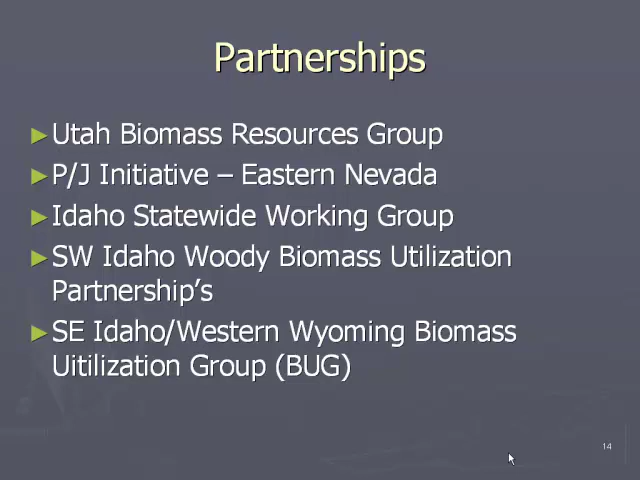 Partnerships
►Utah Biomass Resources Group
►P/J Initiative – Eastern Nevada
►Idaho Statewide Working Group
►SW Idaho Woody Biomass Utilization
Partnership's
►SE Idaho/Western Wyoming Biomass
Uitilization Group (BUG)
14